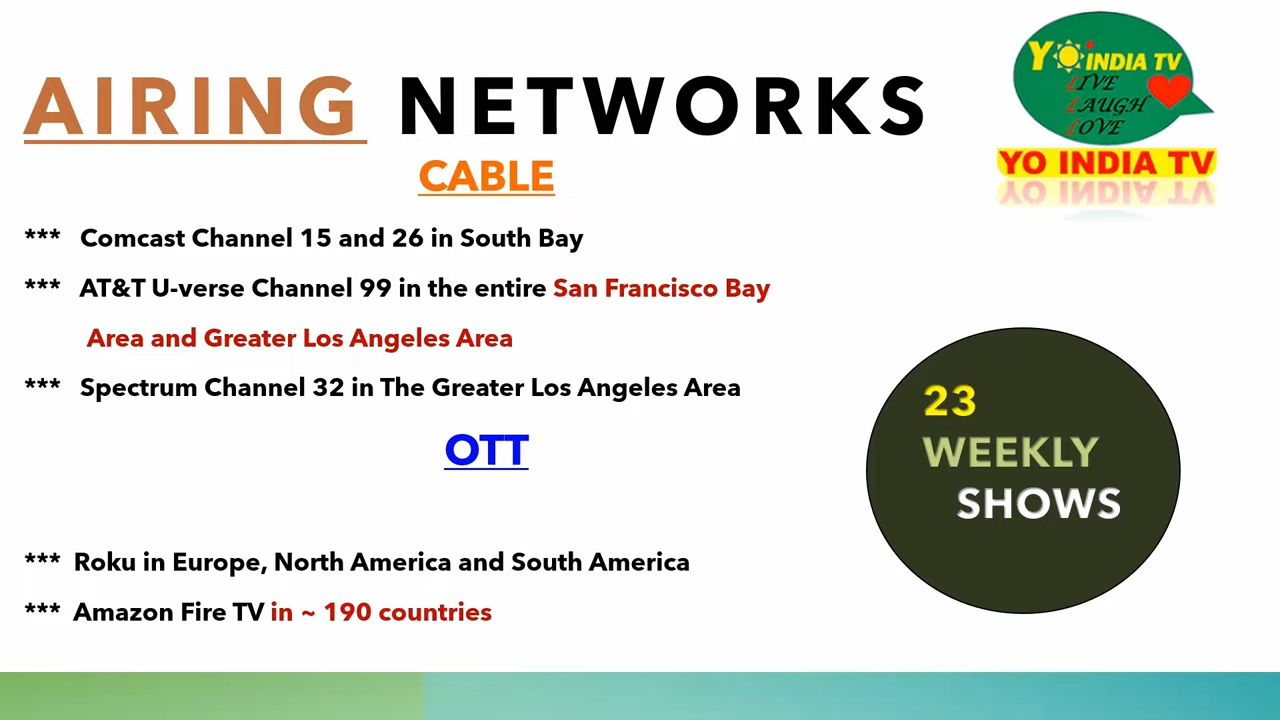 AIRING NETWORKS
CABLE
*** Comcast Channel 15 and 26 in South Bay
*** AT&T U-verse Channel 99 in the entire San Francisco Bay
Area and Greater Los Angeles Area
*** Spectrum Channel 32 in The Greater Los Angeles Area
OTT
*** Roku in Europe, North America and South America
*** Amazon Fire TV in ~ 190 countries
YO INDIA TV
LIVE
LAUGH
LOVE
YO INDIA TV
23
WEEKLY
SHOWS